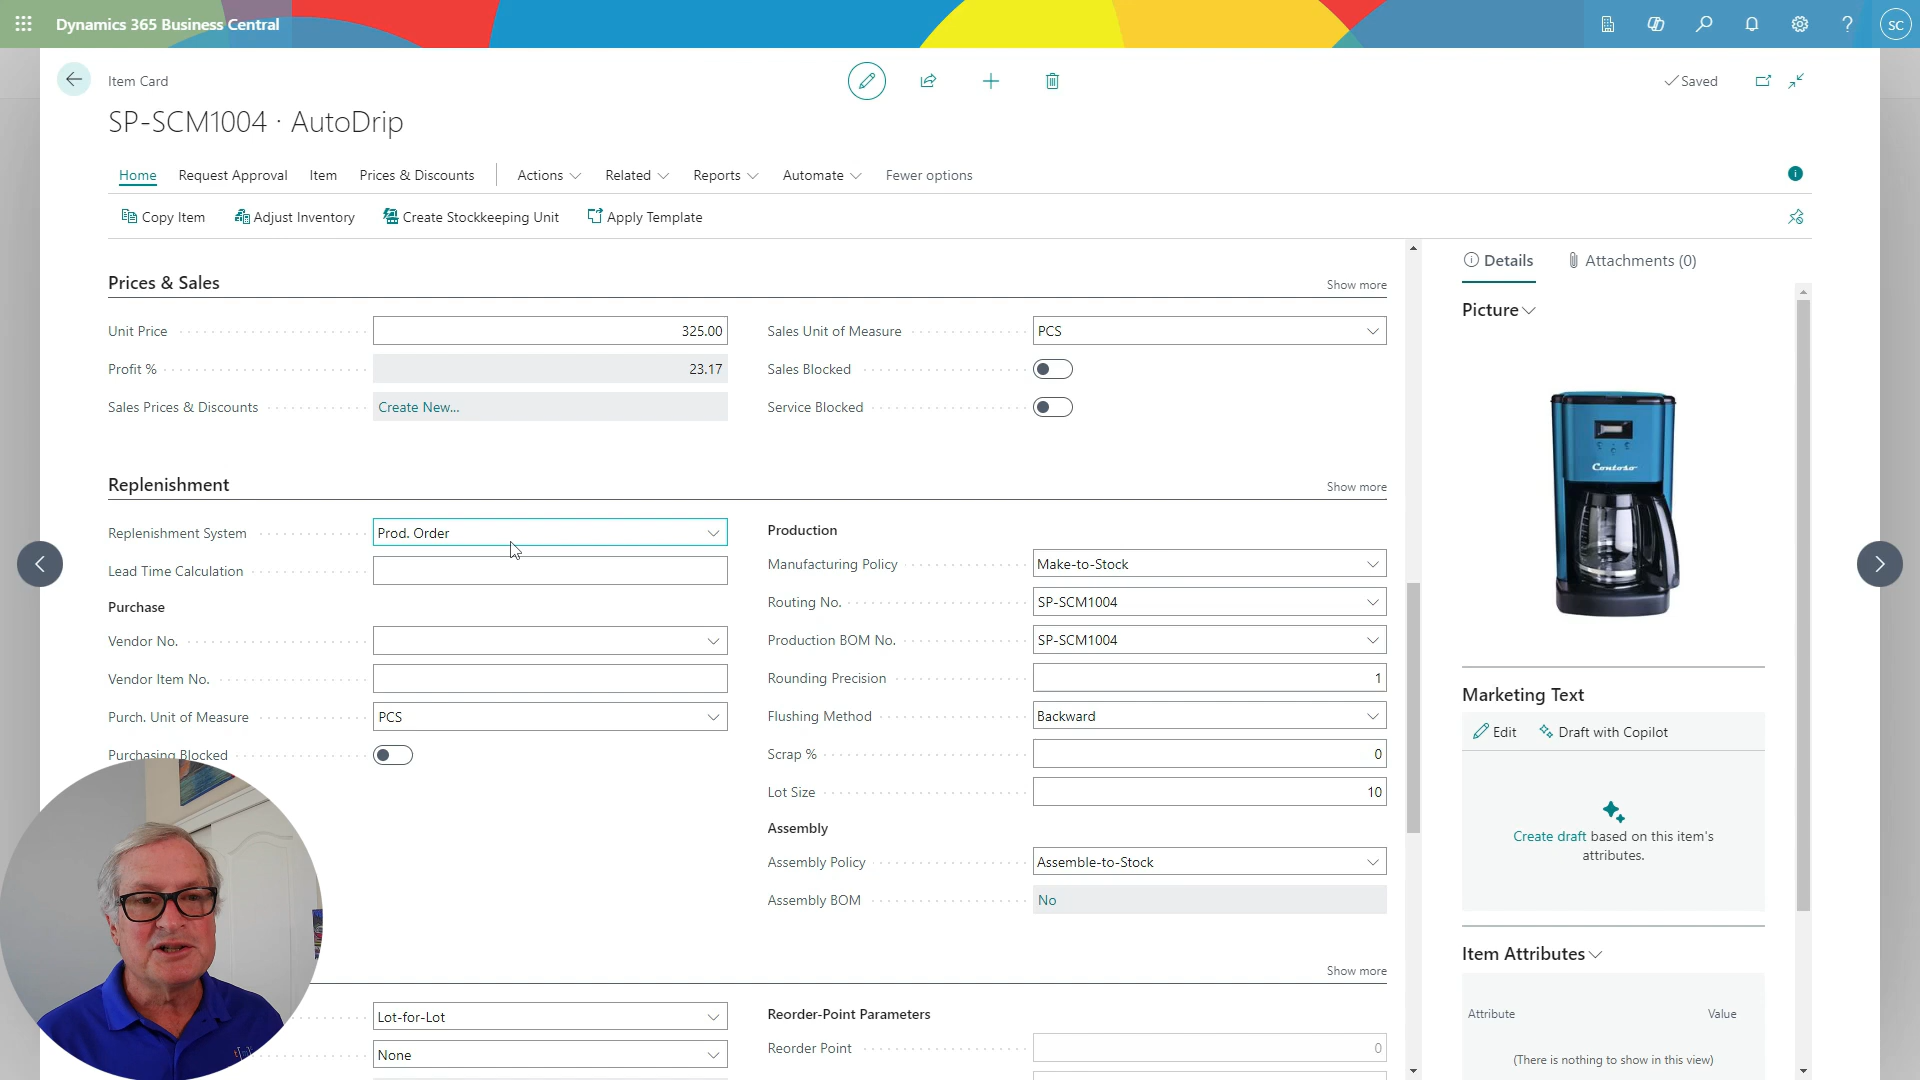 Dynamics 365 Business Central
SC
Item Card
Saved
SP-SCM1004 · AutoDrip
Home Request Approval Item Prices & Discounts Actions Related Reports Automate Fewer options
Copy Item Adjust Inventory Create Stockkeeping Unit Apply Template
Prices & Sales
Show more
Unit Price 325.00
Profit % 23.17
Sales Prices & Discounts Create New...
Sales Unit of Measure PCS
Sales Blocked
Service Blocked
Replenishment
Show more
Replenishment System Prod. Order
Lead Time Calculation
Purchase
Vendor No.
Vendor Item No.
Purch. Unit of Measure PCS
Purchasing Blocked
Production
Manufacturing Policy Make-to-Stock
Routing No. SP-SCM1004
Production BOM No. SP-SCM1004
Rounding Precision 1
Flushing Method Backward
Scrap % 0
Lot Size 10
Assembly
Assembly Policy Assemble-to-Stock
Assembly BOM No
Show more
Lot-for-Lot
None
Reorder-Point Parameters
Reorder Point 0
Details Attachments (0)
Picture
Contoso
Marketing Text
Edit Draft with Copilot
Create draft based on this item's
attributes.
Item Attributes
Attribute Value
(There is nothing to show in this view)